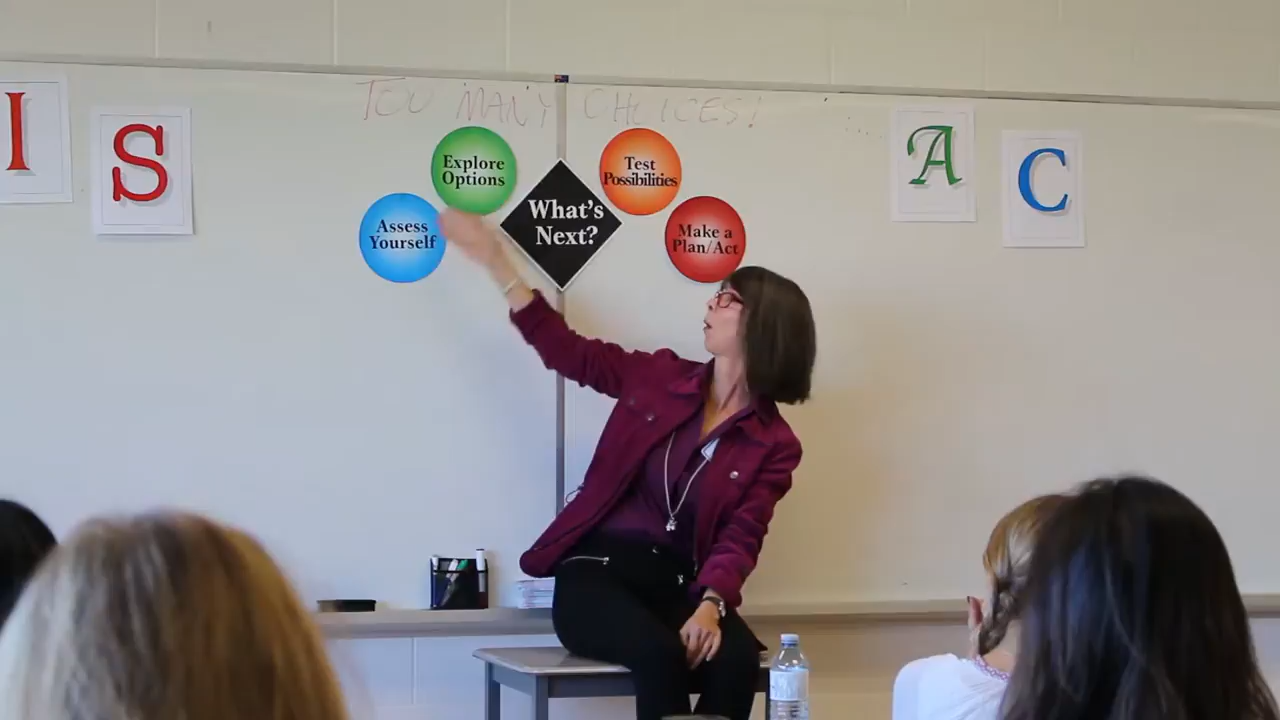 TOO MANY CHOICES!
I
S
Explore
Options
Test
Possibilities
A
C
Assess
Yourself
What's
Next?
Make a
Plan/Act